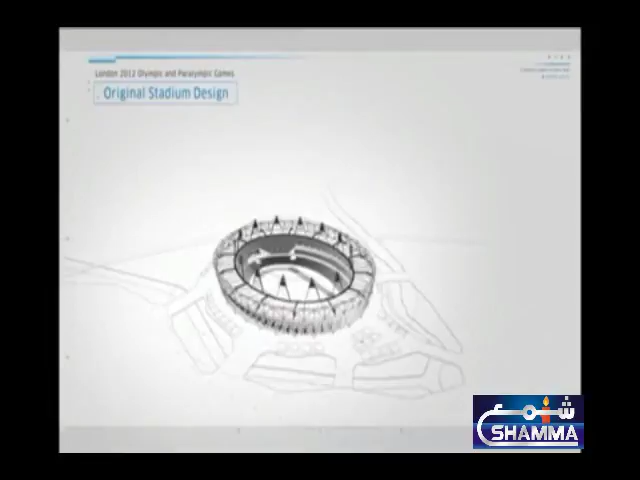 London 2012 Olympic and Paralympic Games
Original Stadium Design
شمع
SHAMMA